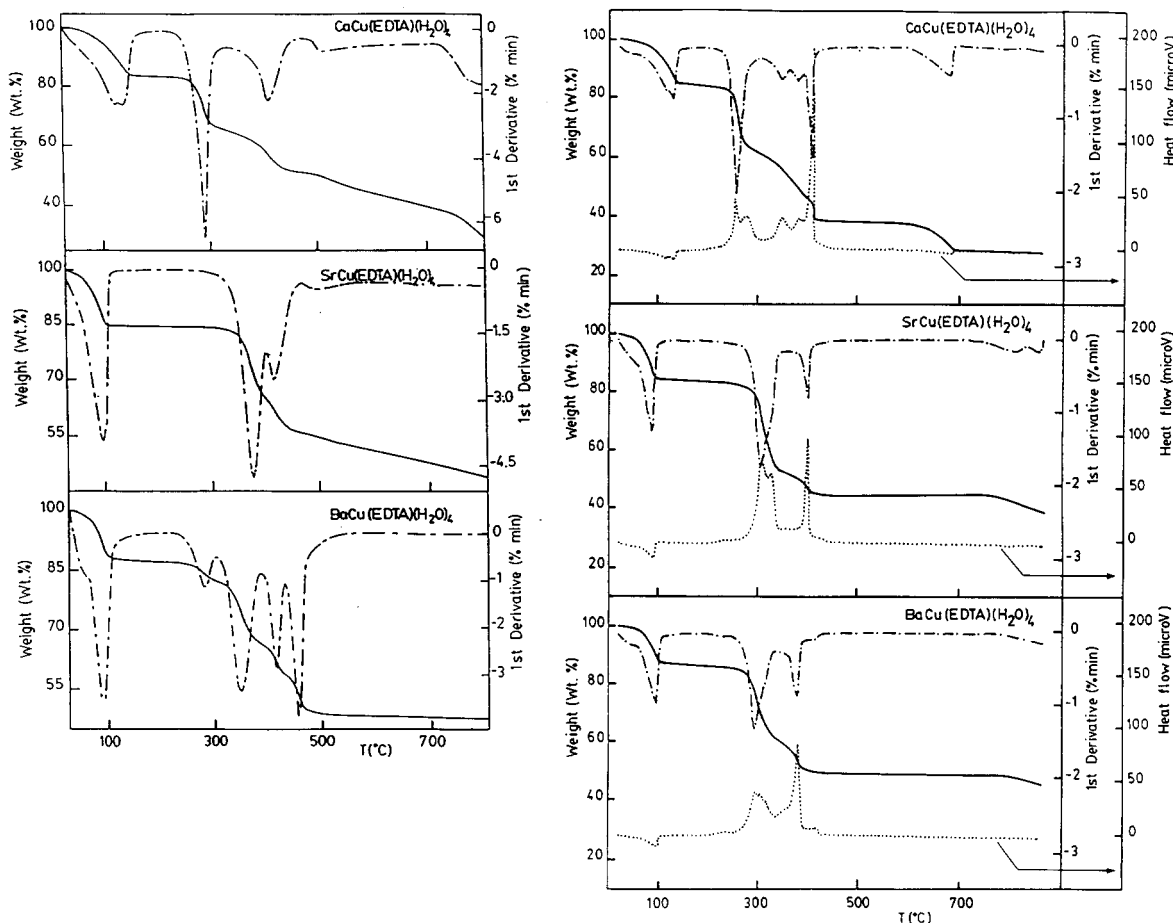 CaCu(EDTA)(H₂O)₄
Weight (Wt.%)
100
80
60
40
0
-2
-4
-6
1st Derivative (% min)
SrCu(EDTA)(H₂O)₄
Weight (Wt.%)
100
85
70
55
0
-1.5
-3.0
-4.5
1st Derivative (% min)
BaCu(EDTA)(H₂O)₄
Weight (Wt.%)
100
85
70
55
0
-1
-2
-3
1st Derivative (% min)
100 300 500 700
T(°C)
CaCu(EDTA)(H₂O)₄
Weight (Wt.%)
100
80
60
40
20
0
-1
-2
-3
1st Derivative (% min)
200
150
100
50
0
Heat flow (microV)
SrCu(EDTA)(H₂O)₄
Weight (Wt.%)
100
80
60
40
20
0
-1
-2
-3
1st Derivative (% min)
200
150
100
50
0
Heat flow (microV)
BaCu(EDTA)(H₂O)₄
Weight (Wt.%)
100
80
60
40
20
0
-1
-2
-3
1st Derivative (% min)
200
150
100
50
0
Heat flow (microV)
100 300 500 700
T(°C)